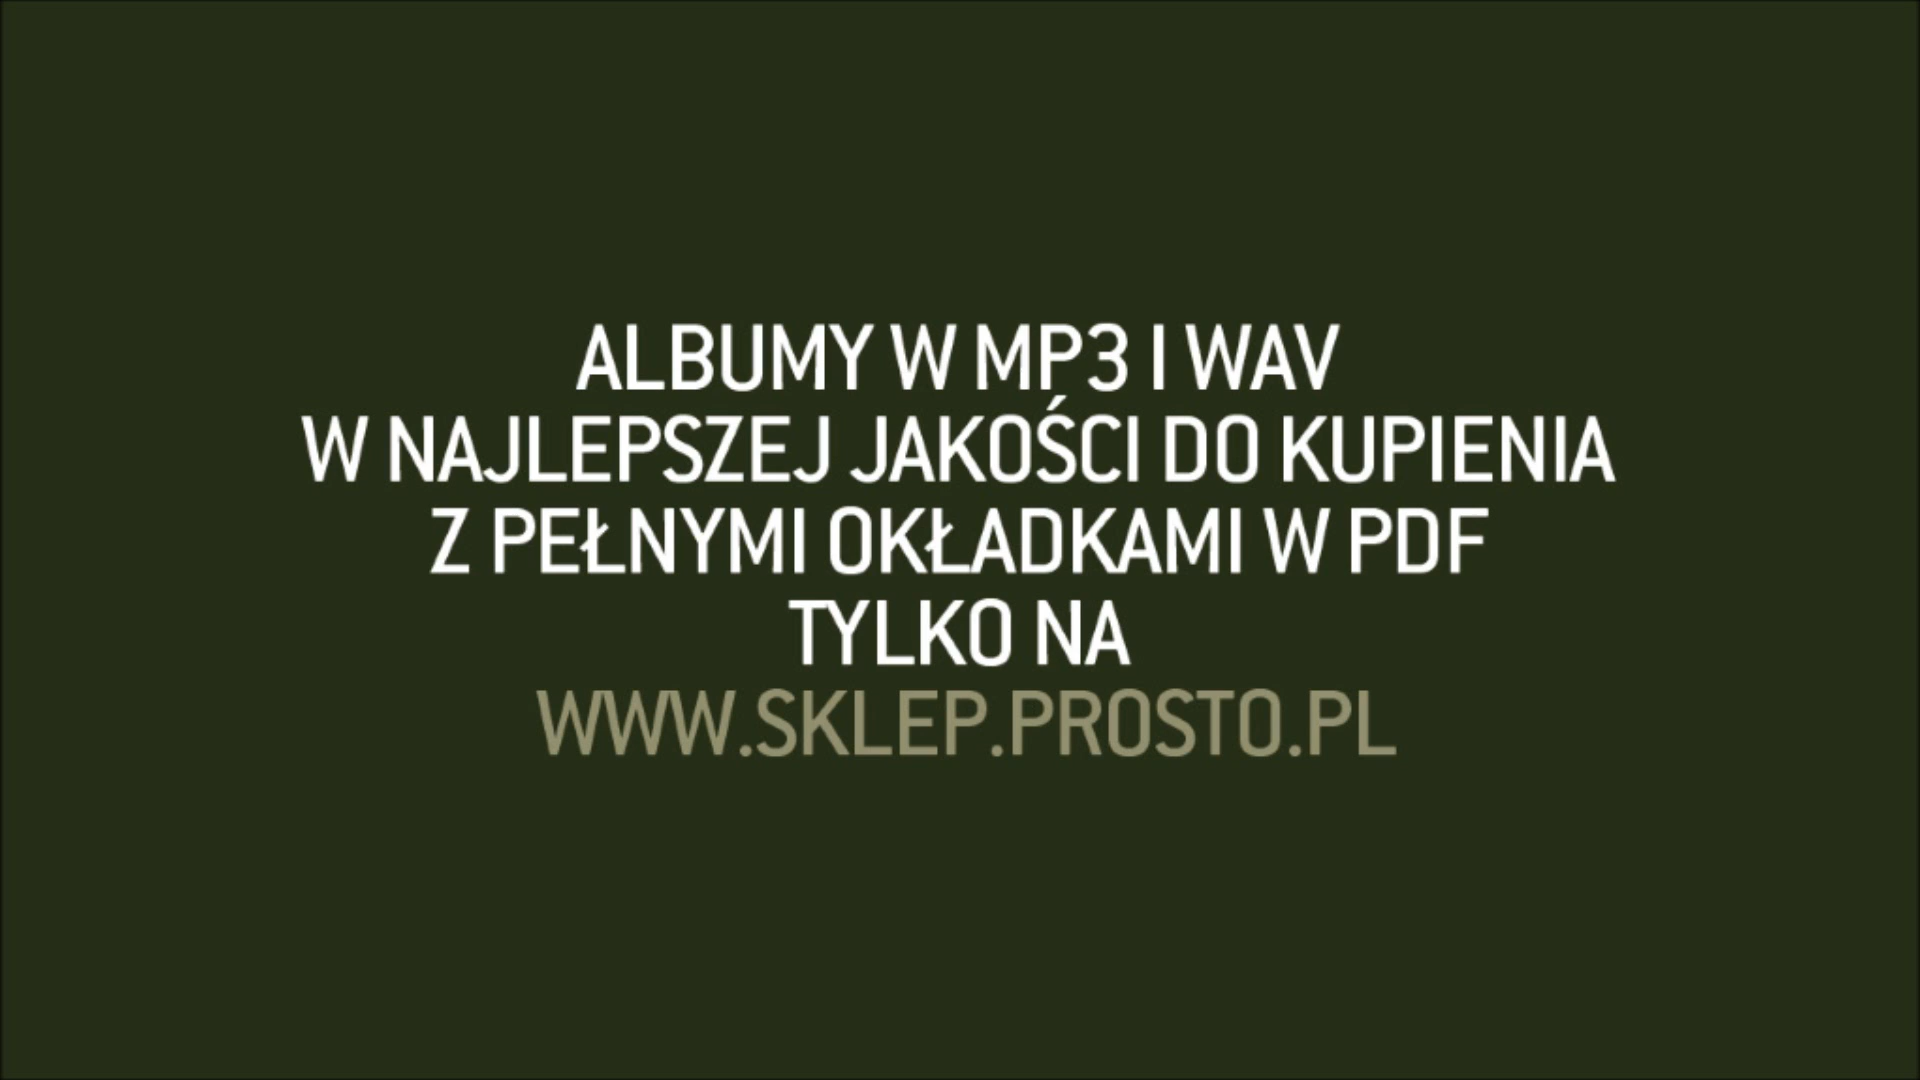 ALBUMY W MP3 I WAV
W NAJLEPSZEJ JAKOŚCI DO KUPIENIA
Z PEŁNYMI OKŁADKAMI W PDF
TYLKO NA
WWW.SKLEP.PROSTO.PL